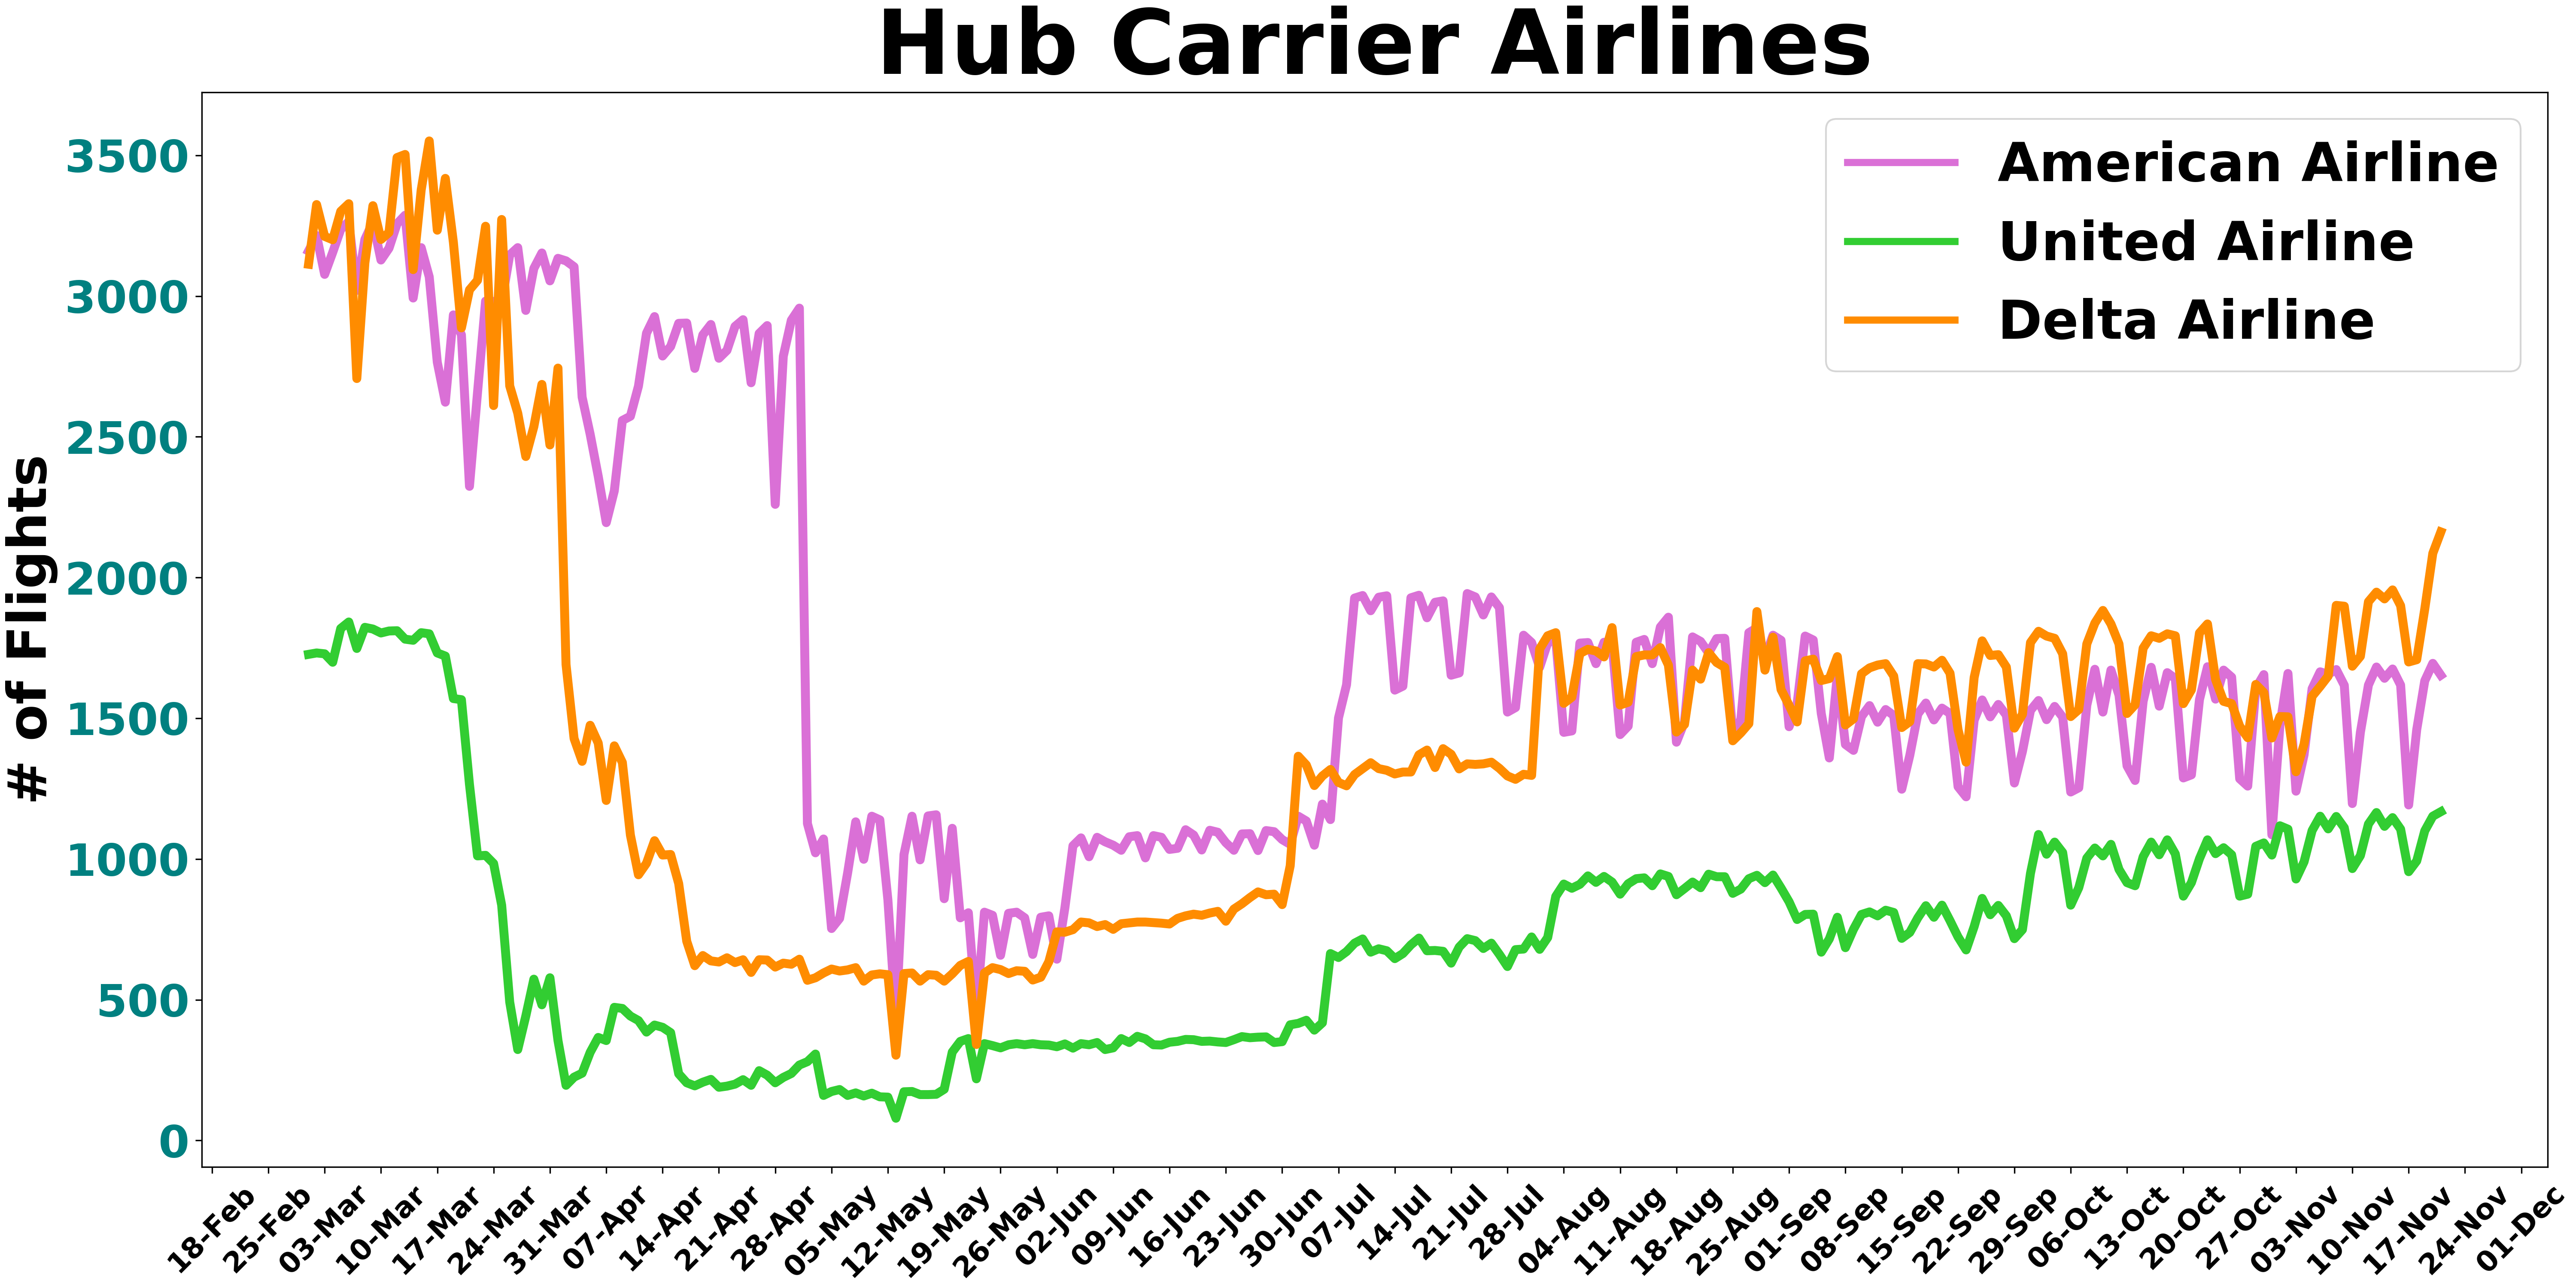 Hub Carrier Airlines
# of Flights
3500
3000
2500
2000
1500
1000
500
0
American Airline
United Airline
Delta Airline
18-Feb
25-Feb
03-Mar
10-Mar
17-Mar
24-Mar
31-Mar
07-Apr
14-Apr
21-Apr
28-Apr
05-May
12-May
19-May
26-May
02-Jun
09-Jun
16-Jun
23-Jun
30-Jun
07-Jul
14-Jul
21-Jul
28-Jul
04-Aug
11-Aug
18-Aug
25-Aug
01-Sep
08-Sep
15-Sep
22-Sep
29-Sep
06-Oct
13-Oct
20-Oct
27-Oct
03-Nov
10-Nov
17-Nov
24-Nov
01-Dec